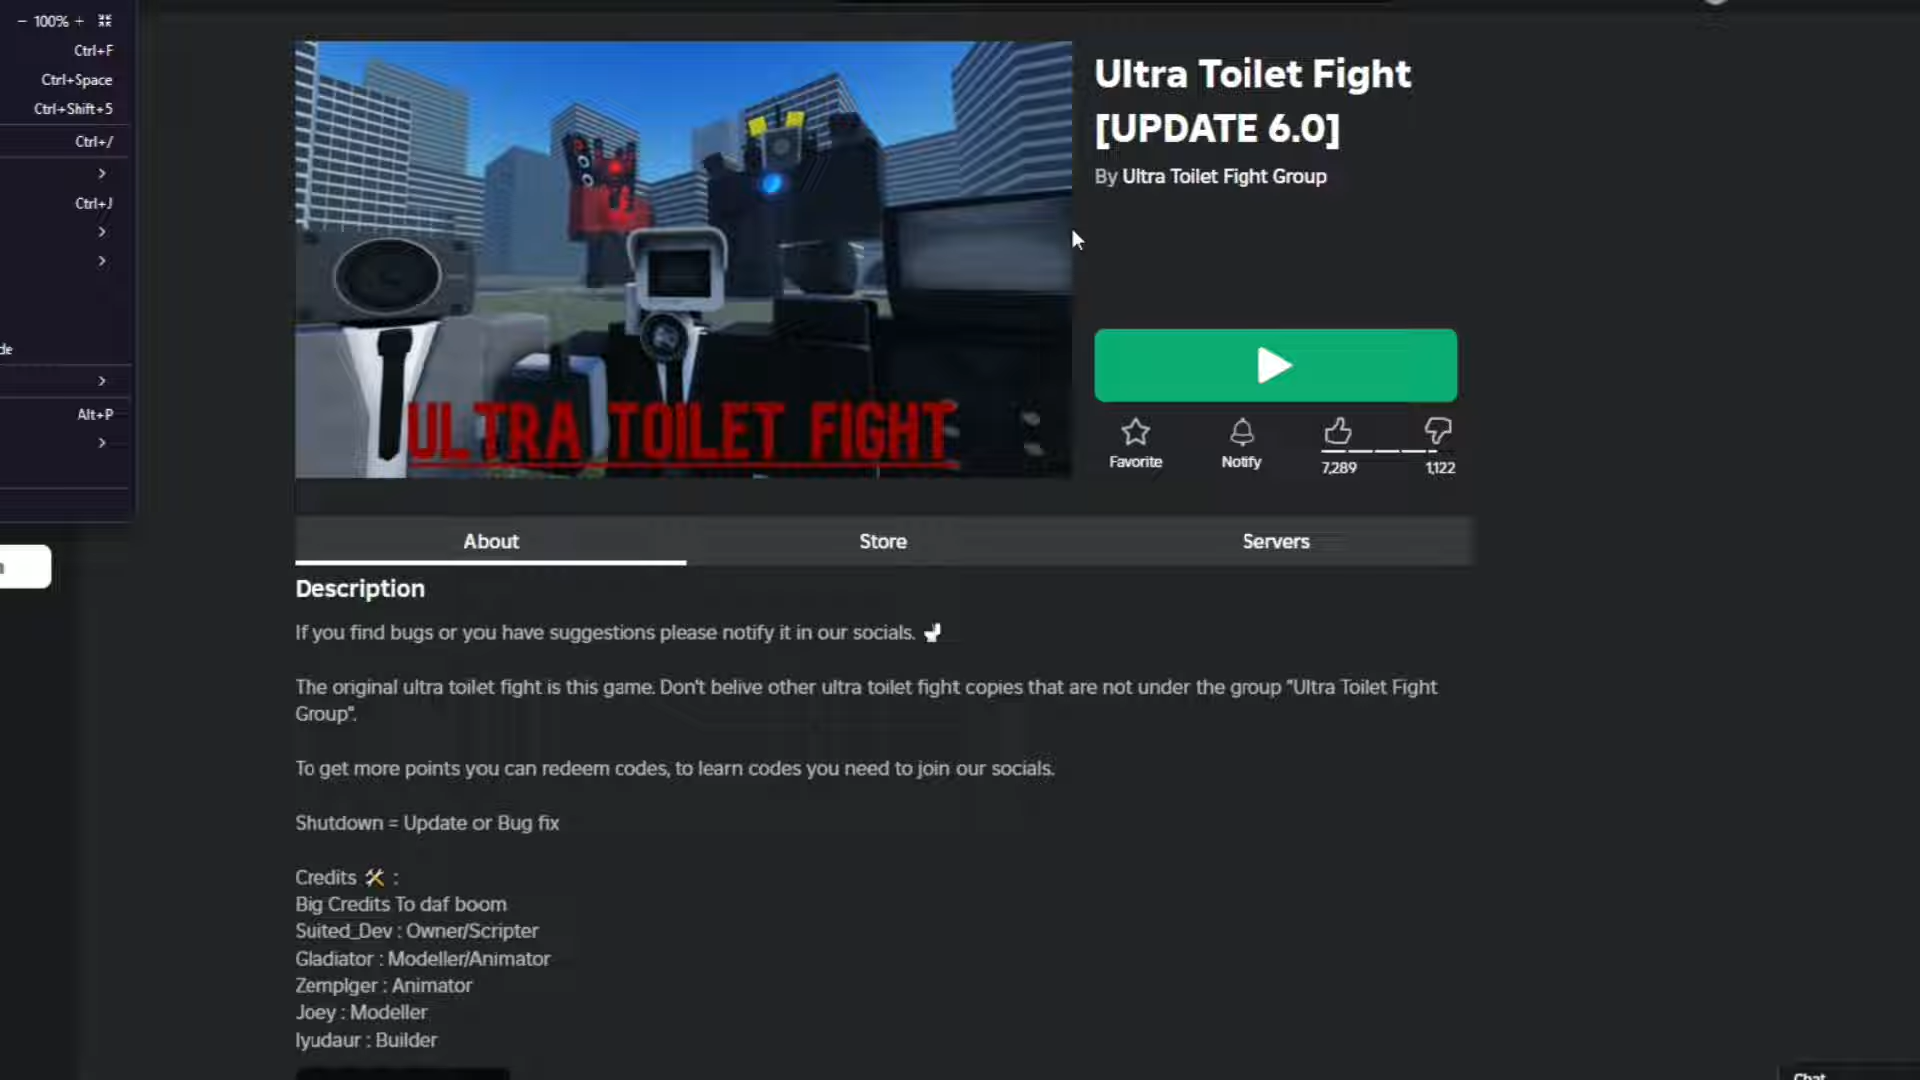 − 100% +
Ctrl+F
Ctrl+Space
Ctrl+Shift+5
Ctrl+/
Ctrl+J
de
Alt+P
ULTRA TOILET FIGHT
Ultra Toilet Fight
[UPDATE 6.0]
By Ultra Toilet Fight Group
Favorite
Notify
7,289
1,122
About
Store
Servers
Description
If you find bugs or you have suggestions please notify it in our socials. 🚽
The original ultra toilet fight is this game. Don't belive other ultra toilet fight copies that are not under the group "Ultra Toilet Fight
Group".
To get more points you can redeem codes, to learn codes you need to join our socials.
Shutdown = Update or Bug fix
Credits 🛠️ :
Big Credits To daf boom
Suited_Dev : Owner/Scripter
Gladiator : Modeller/Animator
Zemplger : Animator
Joey : Modeller
Iyudaur : Builder
Chat